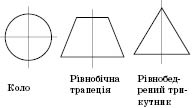 Коло
Рівнобічна
трапеція
Рівнобед-
рений три-
кутник